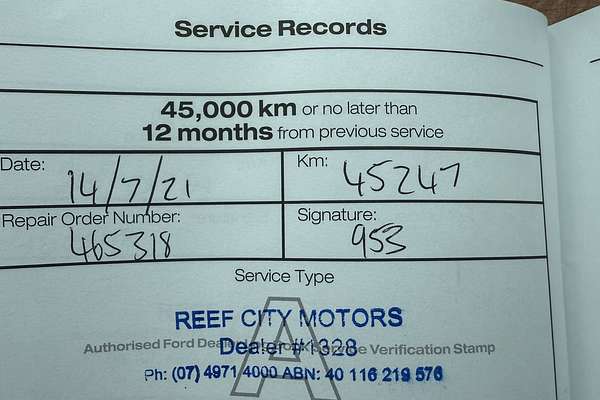 Service Records
45,000 km or no later than
12 months from previous service
Date: 14/7/21
Km: 45247
Repair Order Number: 465318
Signature: 953
Service Type
A
REEF CITY MOTORS
Authorised Ford Dealer Service Verification Stamp
Dealer # 1328
Ph: (07) 4971 4000 ABN: 40 116 219 576